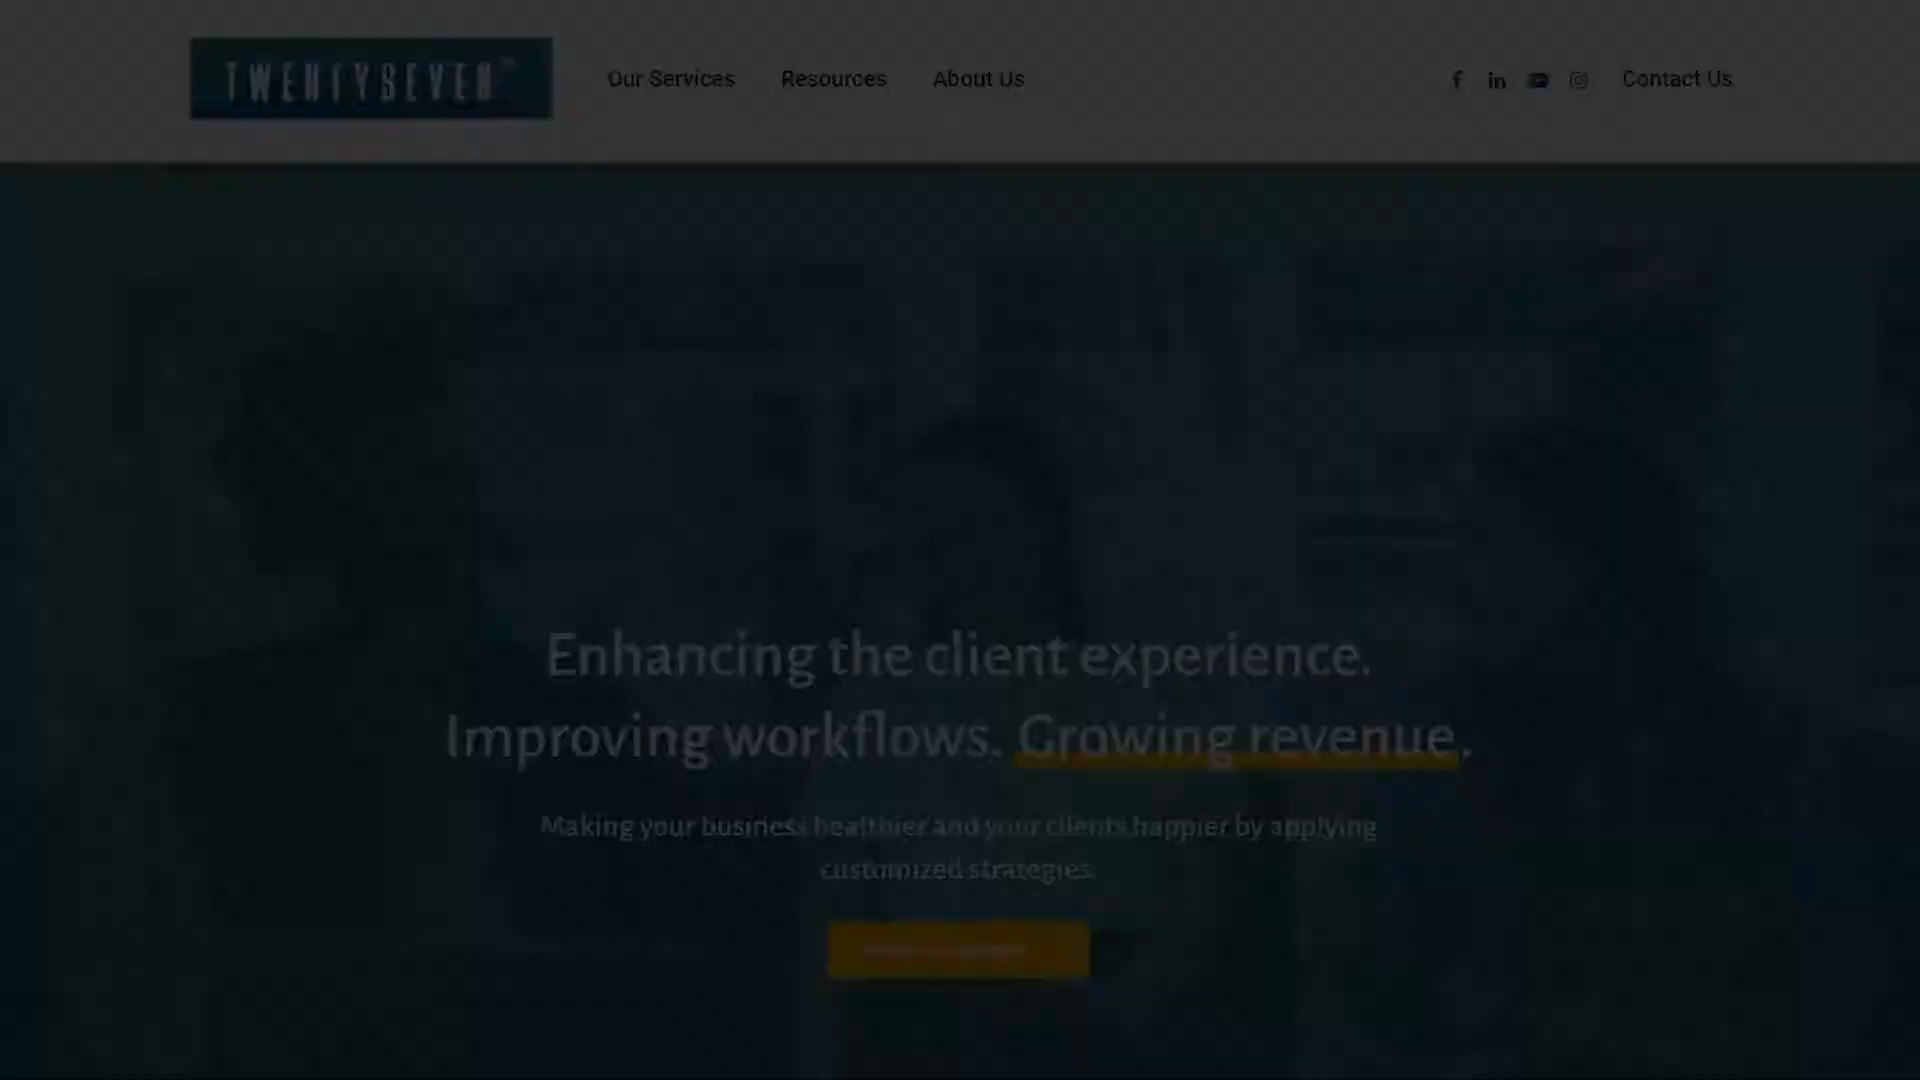 TWENTYSEVEN
Our Services Resources About Us Contact Us
Enhancing the client experience.
Improving workflows. Growing revenue.
Making your business healthier and your clients happier by applying
customized strategies.